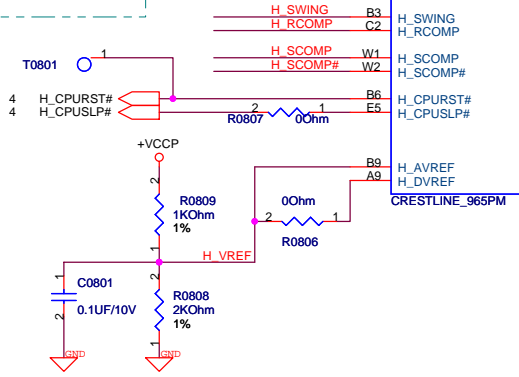 H_SWING B3 H_SWING
H_RCOMP C2 H_RCOMP
H_SCOMP W1 H_SCOMP
H_SCOMP# W2 H_SCOMP#
T0801 1
4 H_CPURST# B6 H_CPURST#
4 H_CPUSLP# 2 1 E5 H_CPUSLP#
R0807 0Ohm
+VCCP
B9 H_AVREF
A9 H_DVREF
CRESTLINE_965PM
2
R0809
1KOhm
1%
1
0Ohm
2 1
R0806
H_VREF
1
C0801
0.1UF/10V
2
2
R0808
2KOhm
1%
1
GND
GND